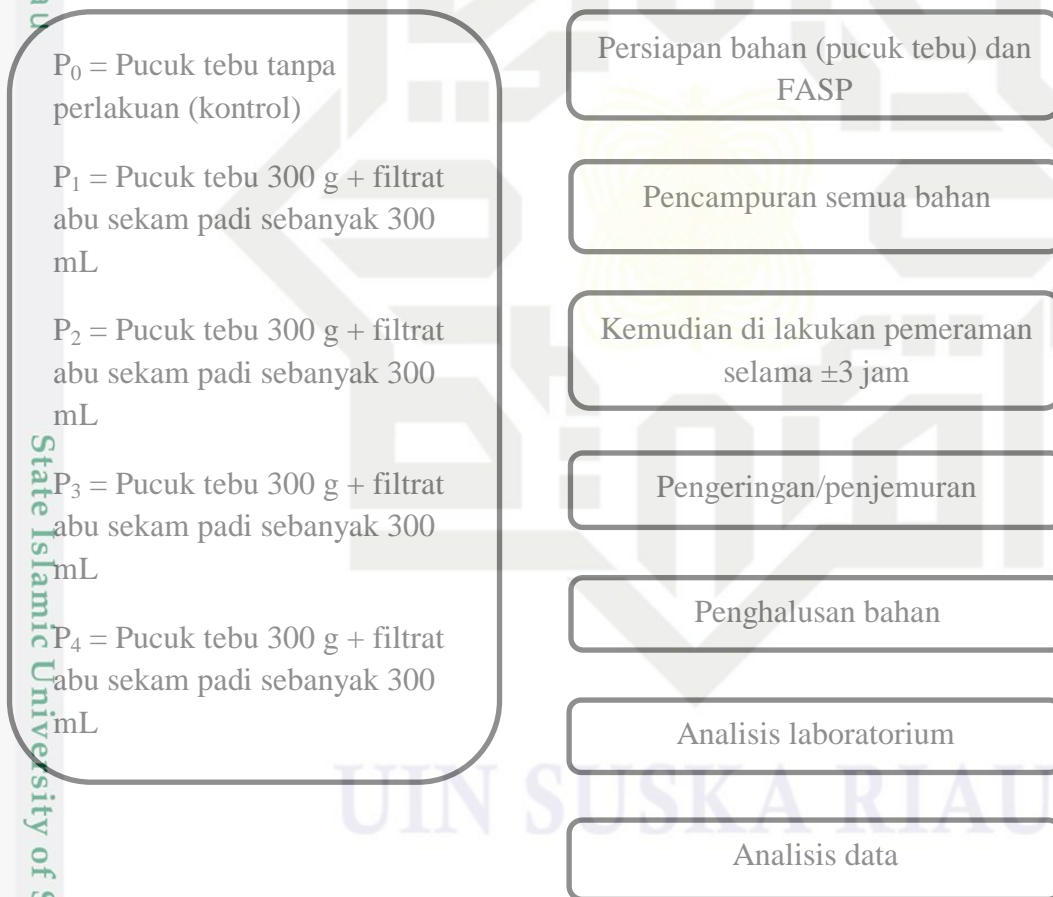 P₀ = Pucuk tebu tanpa
perlakuan (kontrol)
P₁ = Pucuk tebu 300 g + filtrat
abu sekam padi sebanyak 300
mL
P₂ = Pucuk tebu 300 g + filtrat
abu sekam padi sebanyak 300
mL
P₃ = Pucuk tebu 300 g + filtrat
abu sekam padi sebanyak 300
mL
P₄ = Pucuk tebu 300 g + filtrat
abu sekam padi sebanyak 300
mL
Persiapan bahan (pucuk tebu) dan
FASP
Pencampuran semua bahan
Kemudian di lakukan pemeraman
selama ±3 jam
Pengeringan/penjemuran
Penghalusan bahan
Analisis laboratorium
Analisis data
State Islamic University of
UIN SUSKA RIAU